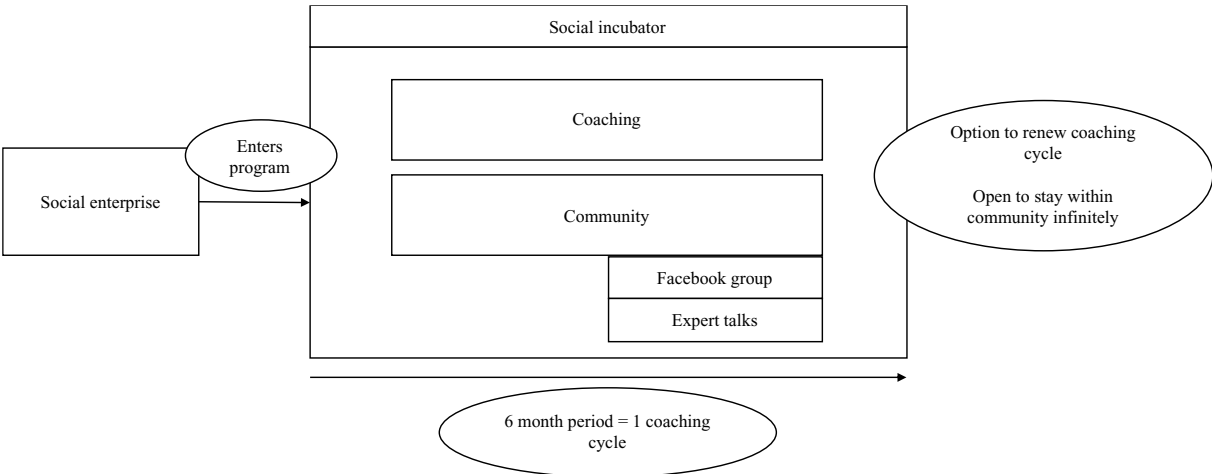 Social incubator
Coaching
Enters
program
Social enterprise
Community
Facebook group
Expert talks
Option to renew coaching
cycle
Open to stay within
community infinitely
6 month period = 1 coaching
cycle